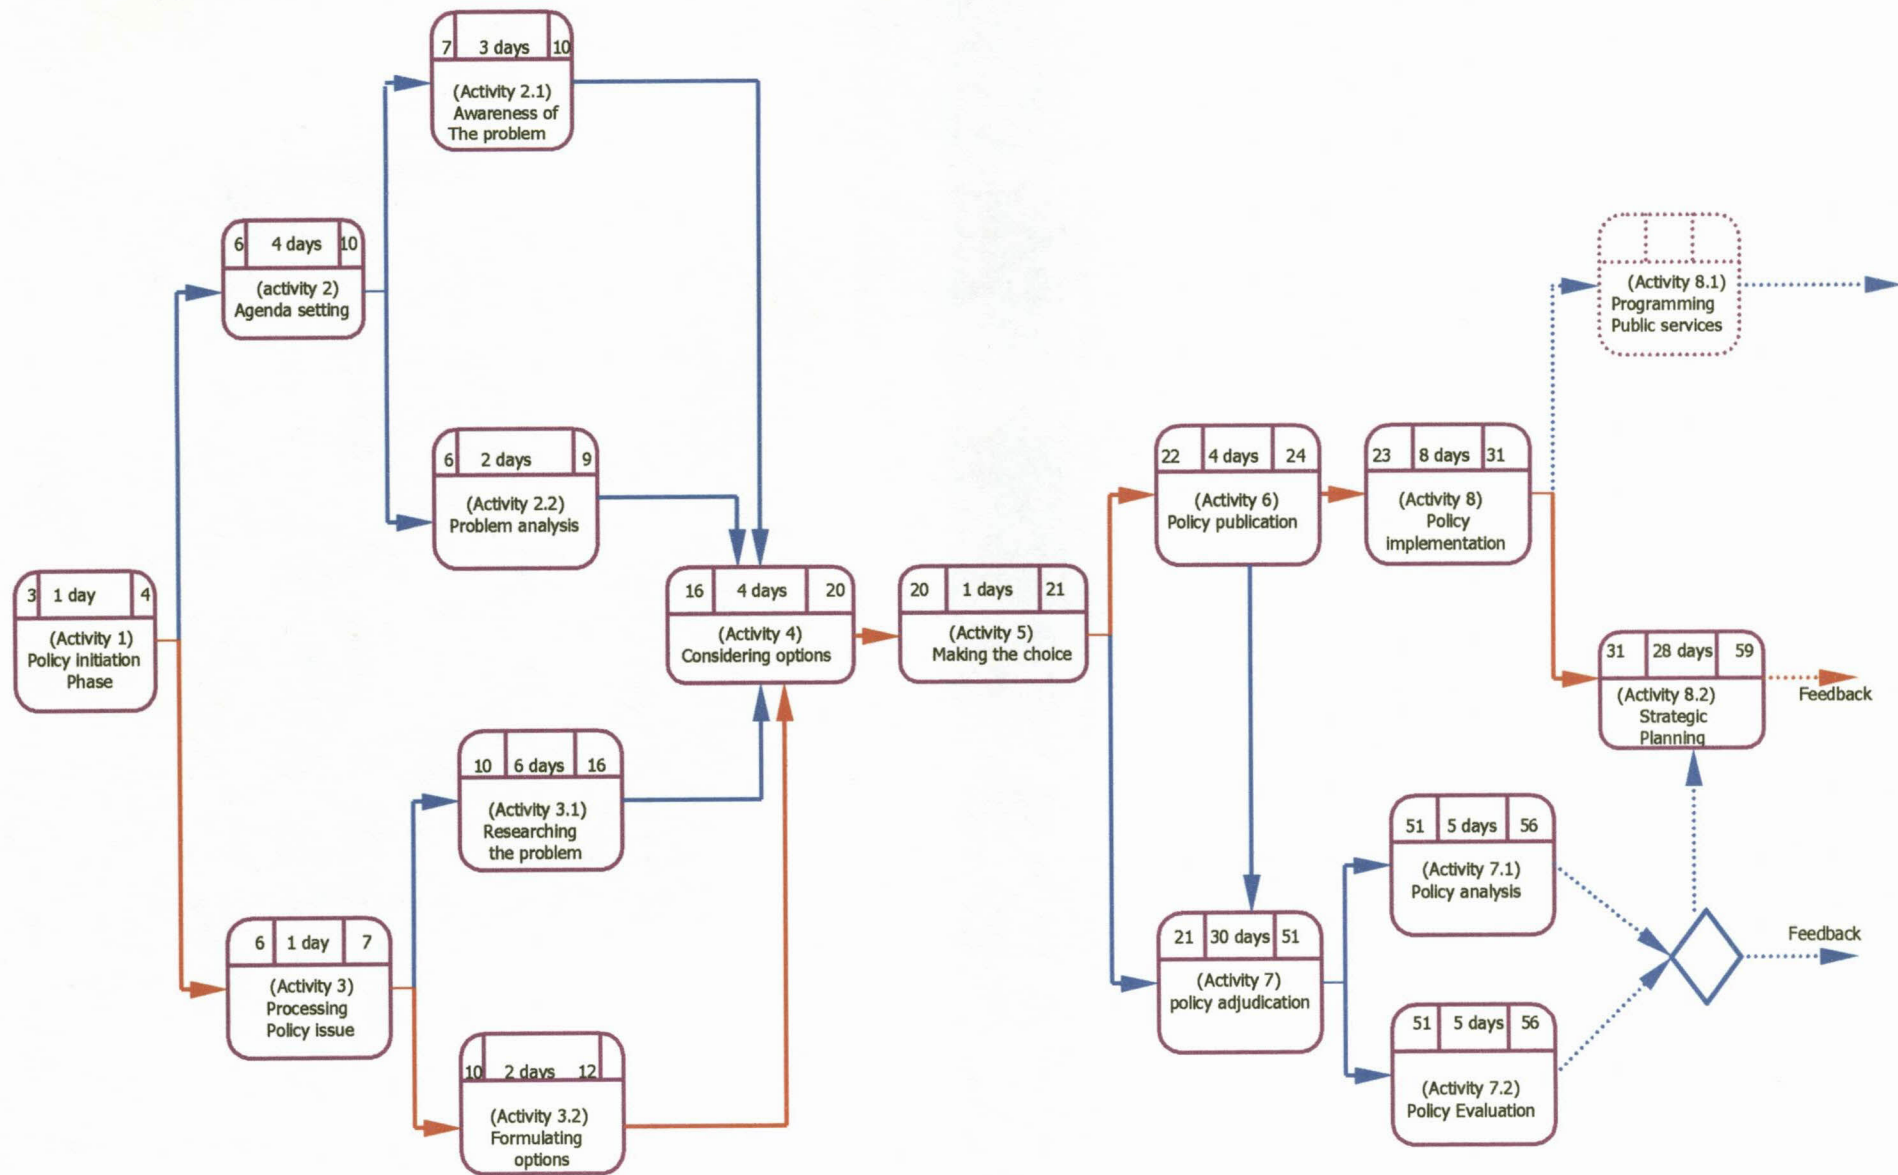 7 3 days 10
(Activity 2.1)
Awareness of
The problem
6 4 days 10
(activity 2)
Agenda setting
6 2 days 9
(Activity 2.2)
Problem analysis
3 1 day 4
(Activity 1)
Policy initiation
Phase
16 4 days 20
(Activity 4)
Considering options
20 1 days 21
(Activity 5)
Making the choice
10 6 days 16
(Activity 3.1)
Researching
the problem
6 1 day 7
(Activity 3)
Processing
Policy issue
10 2 days 12
(Activity 3.2)
Formulating
options
22 4 days 24
(Activity 6)
Policy publication
23 8 days 31
(Activity 8)
Policy
implementation
(Activity 8.1)
Programming
Public services
31 28 days 59
(Activity 8.2)
Strategic
Planning
Feedback
51 5 days 56
(Activity 7.1)
Policy analysis
21 30 days 51
(Activity 7)
policy adjudication
Feedback
51 5 days 56
(Activity 7.2)
Policy Evaluation